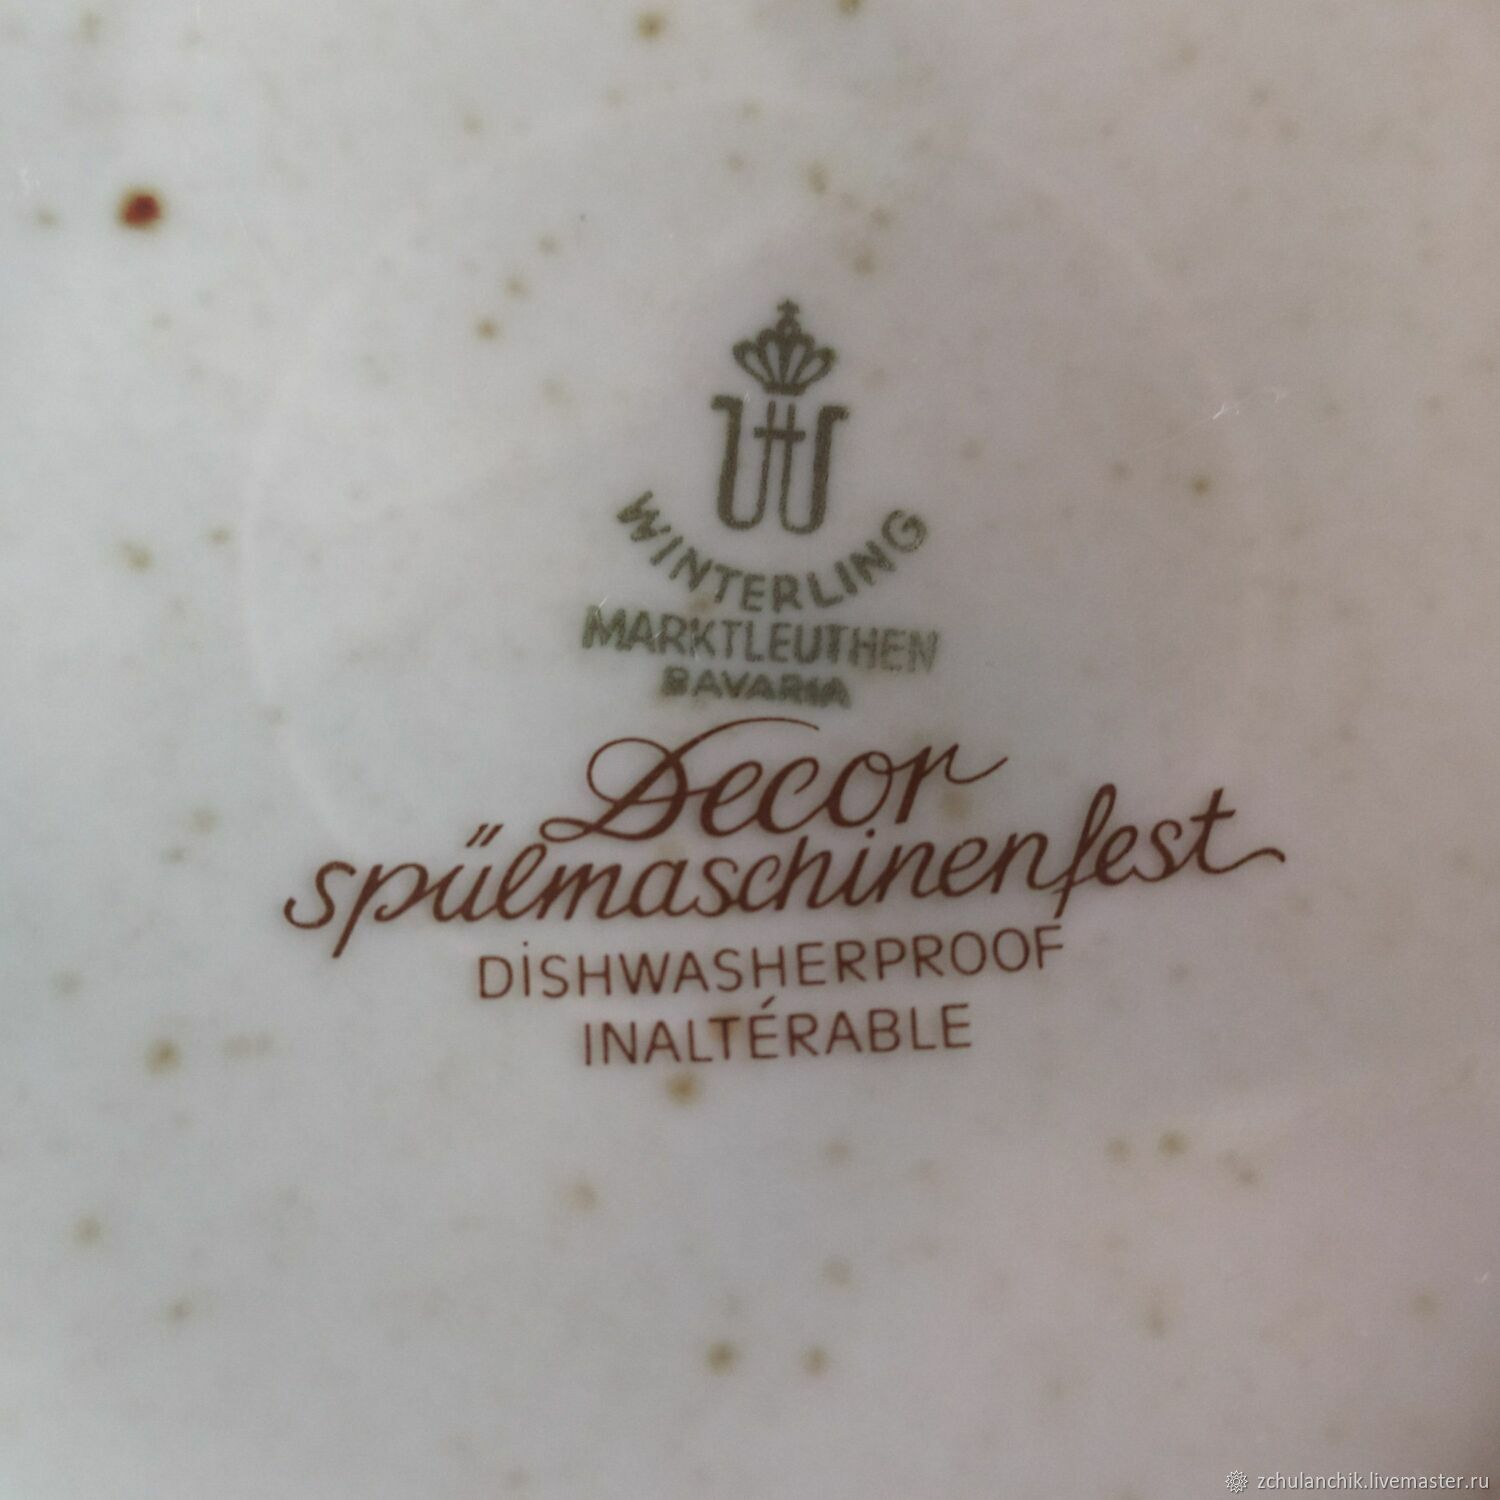 WINTERLING
MARKTLEUTHEN
BAVARIA
Decor
spülmaschinenfest
DISHWASHERPROOF
INALTÉRABLE
zchulanchik.livemaster.ru